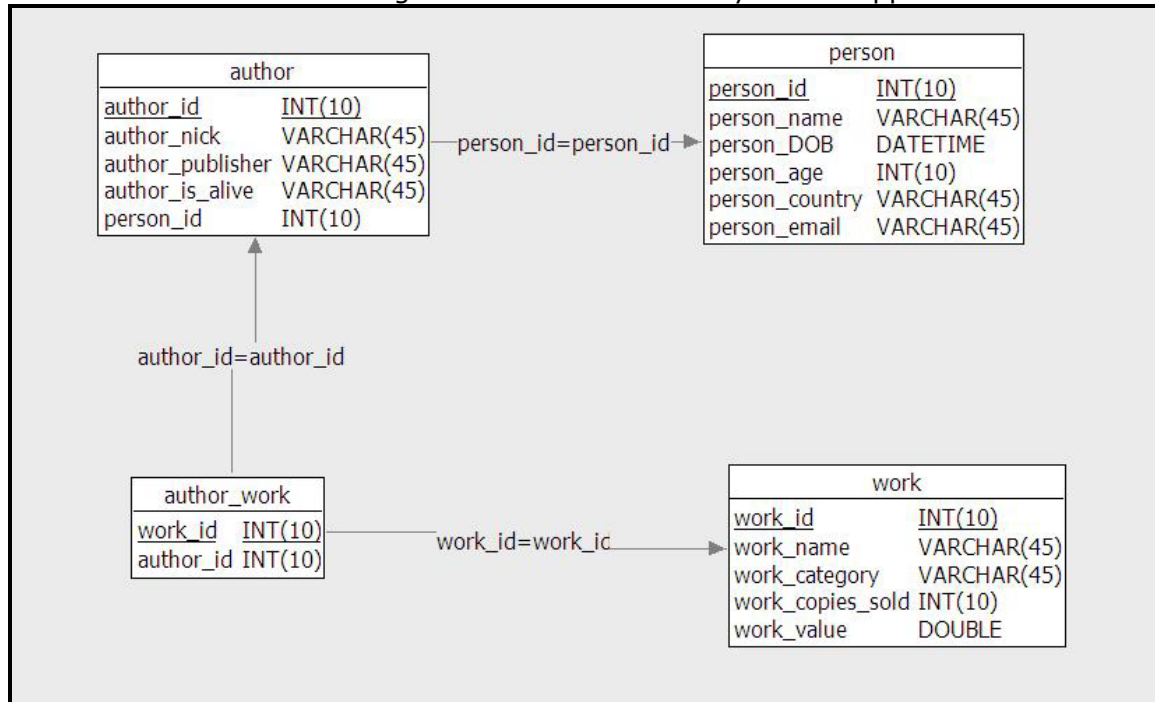 author
author_id INT(10)
author_nick VARCHAR(45)
author_publisher VARCHAR(45)
author_is_alive VARCHAR(45)
person_id INT(10)
person_id=person_id
person
person_id INT(10)
person_name VARCHAR(45)
person_DOB DATETIME
person_age INT(10)
person_country VARCHAR(45)
person_email VARCHAR(45)
author_id=author_id
author_work
work_id INT(10)
author_id INT(10)
work_id=work_id
work
work_id INT(10)
work_name VARCHAR(45)
work_category VARCHAR(45)
work_copies_sold INT(10)
work_value DOUBLE